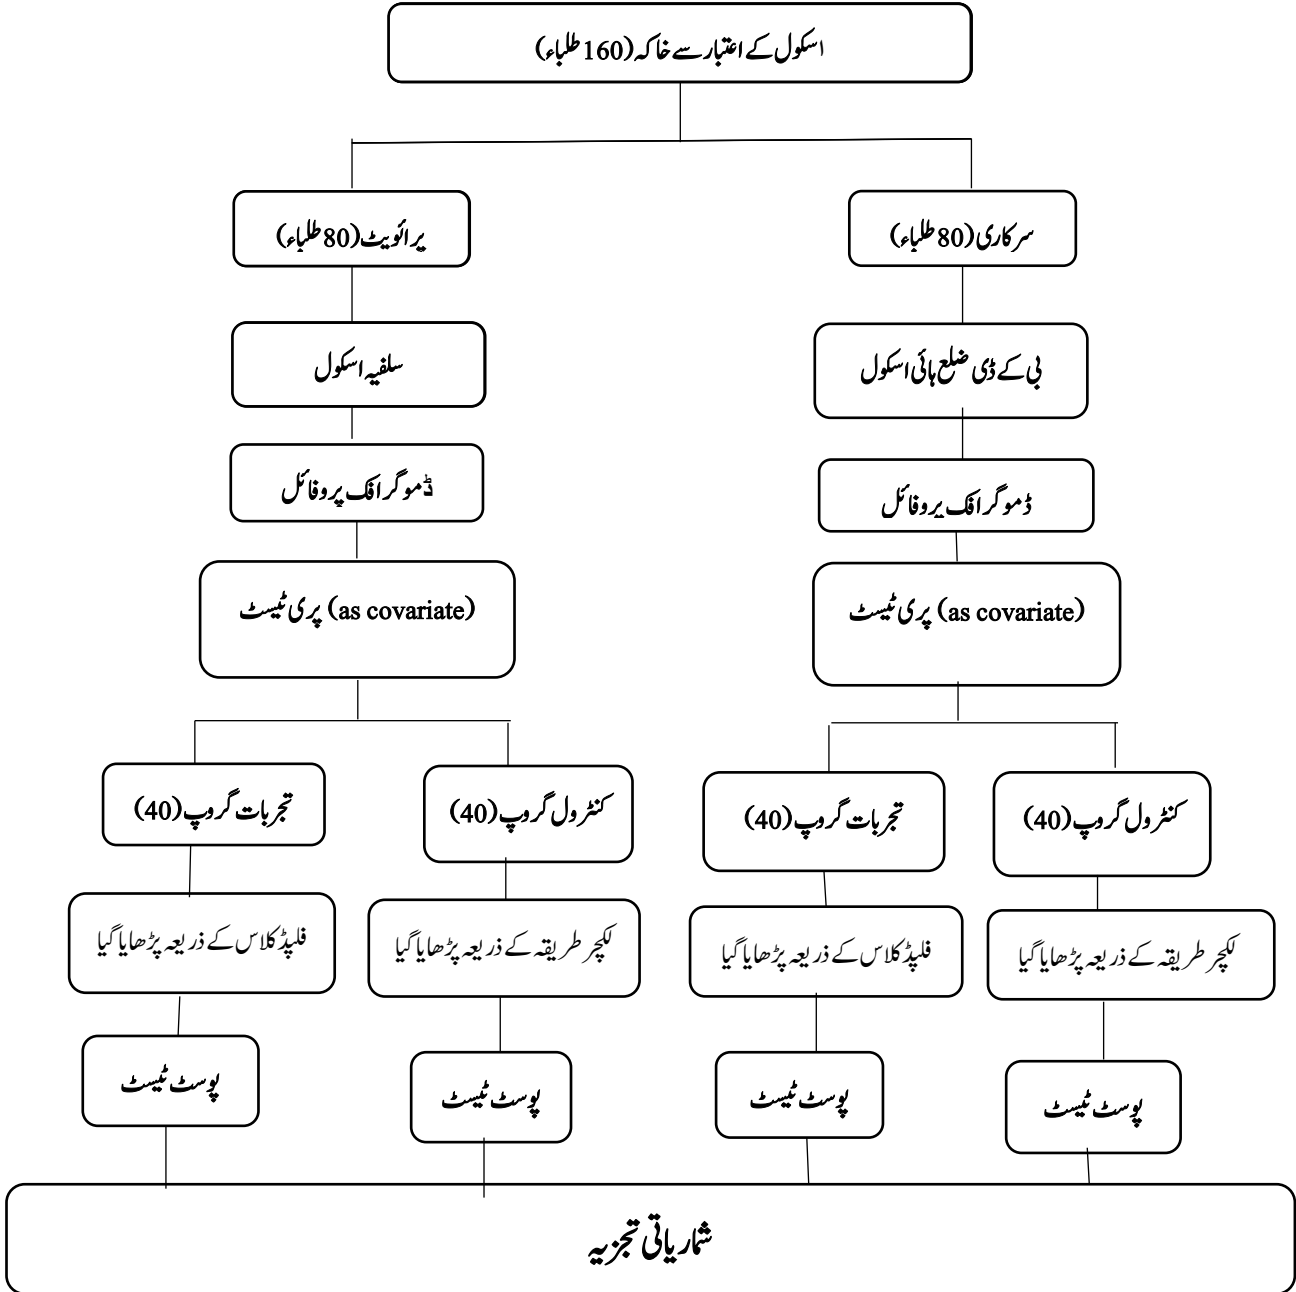 اسکول کے اعتبار سے خاکہ (160 طلباء)
سرکاری (80 طلباء)
پرائویٹ (80 طلباء)
بی کے ڈی ضلع ہائی اسکول
سلفیہ اسکول
ڈموگرافک پروفائل
ڈموگرافک پروفائل
(as covariate) پری ٹیسٹ
(as covariate) پری ٹیسٹ
کنٹرول گروپ (40)
تجربات گروپ (40)
کنٹرول گروپ (40)
تجربات گروپ (40)
لکچر طریقہ کے ذریعہ پڑھایا گیا
فلپڈ کلاس کے ذریعہ پڑھایا گیا
لکچر طریقہ کے ذریعہ پڑھایا گیا
فلپڈ کلاس کے ذریعہ پڑھایا گیا
پوسٹ ٹیسٹ
پوسٹ ٹیسٹ
پوسٹ ٹیسٹ
پوسٹ ٹیسٹ
شماریاتی تجزیہ